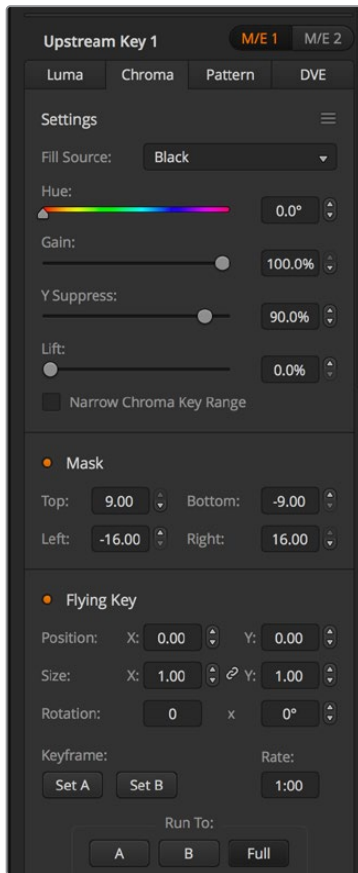 Upstream Key 1 M/E 1 M/E 2
Luma Chroma Pattern DVE
Settings
Fill Source: Black
Hue:
0.0°
Gain:
100.0%
Y Suppress:
90.0%
Lift:
0.0%
Narrow Chroma Key Range
Mask
Top: 9.00 Bottom: -9.00
Left: -16.00 Right: 16.00
Flying Key
Position: X: 0.00 Y: 0.00
Size: X: 1.00 Y: 1.00
Rotation: 0 x 0°
Keyframe: Rate:
Set A Set B 1:00
Run To:
A B Full